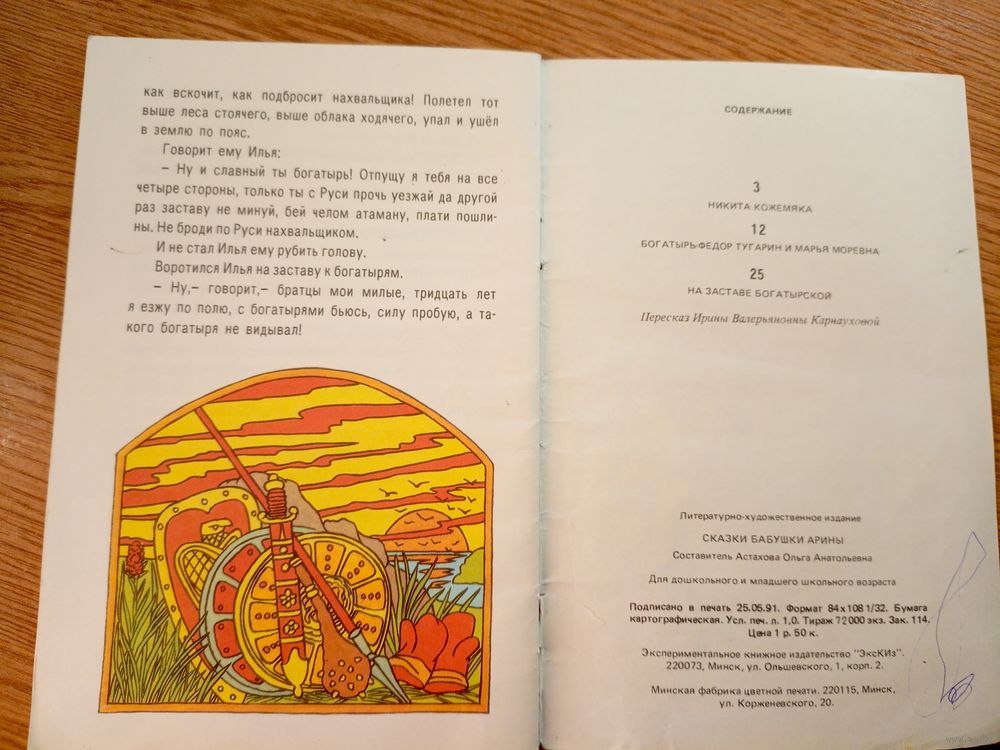 как вскочит, как подбросит нахвальщика! Полетел тот
выше леса стоячего, выше облака ходячего, упал и ушёл
в землю по пояс.
Говорит ему Илья:
– Ну и славный ты богатырь! Отпущу я тебя на все
четыре стороны, только ты с Руси прочь уезжай да другой
раз заставу не минуй, бей челом атаману, плати пошли-
ны. Не броди по Руси нахвальщиком.
И не стал Илья ему рубить голову.
Воротился Илья на заставу к богатырям.
– Ну,– говорит,– братцы мои милые, тридцать лет
я езжу по полю, с богатырями бьюсь, силу пробую, а та-
кого богатыря не видывал!
СОДЕРЖАНИЕ
3
НИКИТА КОЖЕМЯКА
12
БОГАТЫРЬ ФЕДОР ТУГАРИН И МАРЬЯ МОРЕВНА
25
НА ЗАСТАВЕ БОГАТЫРСКОЙ
Пересказ Ирины Валерьяновны Карнауховой
Литературно-художественное издание
СКАЗКИ БАБУШКИ АРИНЫ
Составитель Астахова Ольга Анатольевна
Для дошкольного и младшего школьного возраста
Подписано в печать 25.05.91. Формат 84х108 1/32. Бумага
картографическая. Усл. печ. л. 1,0. Тираж 72000 экз. Зак. 114.
Цена 1 р. 50 к.
Экспериментальное книжное издательство "ЭксКИз".
220073, Минск, ул. Ольшевского, 1, корп. 2.
Минская фабрика цветной печати. 220115, Минск,
ул. Корженевского, 20.